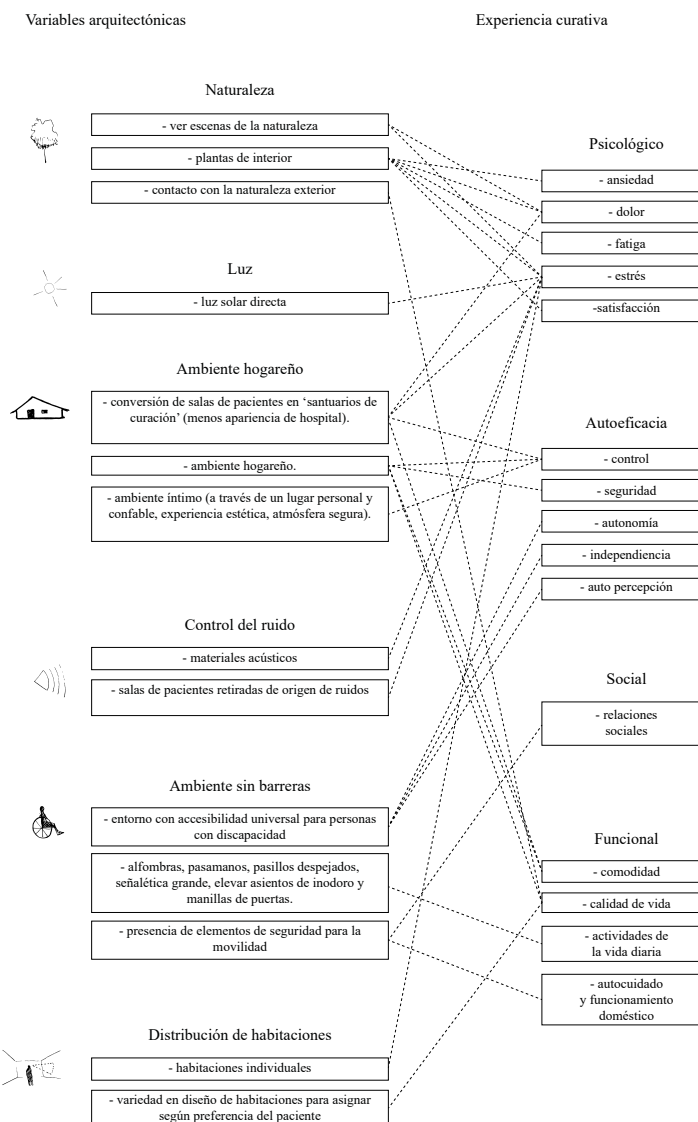 Variables arquitectónicas
Experiencia curativa
Naturaleza
- ver escenas de la naturaleza
- plantas de interior
- contacto con la naturaleza exterior
Luz
- luz solar directa
Ambiente hogareño
- conversión de salas de pacientes en ‘santuarios de
curación’ (menos apariencia de hospital).
- ambiente hogareño.
- ambiente íntimo (a través de un lugar personal y
confable, experiencia estética, atmósfera segura).
Control del ruido
- materiales acústicos
- salas de pacientes retiradas de origen de ruidos
Ambiente sin barreras
- entorno con accesibilidad universal para personas
con discapacidad
- alfombras, pasamanos, pasillos despejados,
señalética grande, elevar asientos de inodoro y
manillas de puertas.
- presencia de elementos de seguridad para la
movilidad
Distribución de habitaciones
- habitaciones individuales
- variedad en diseño de habitaciones para asignar
según preferencia del paciente
Psicológico
- ansiedad
- dolor
- fatiga
- estrés
-satisfacción
Autoeficacia
- control
- seguridad
- autonomía
- independiencia
- auto percepción
Social
- relaciones
sociales
Funcional
- comodidad
- calidad de vida
- actividades de
la vida diaria
- autocuidado
y funcionamiento
doméstico